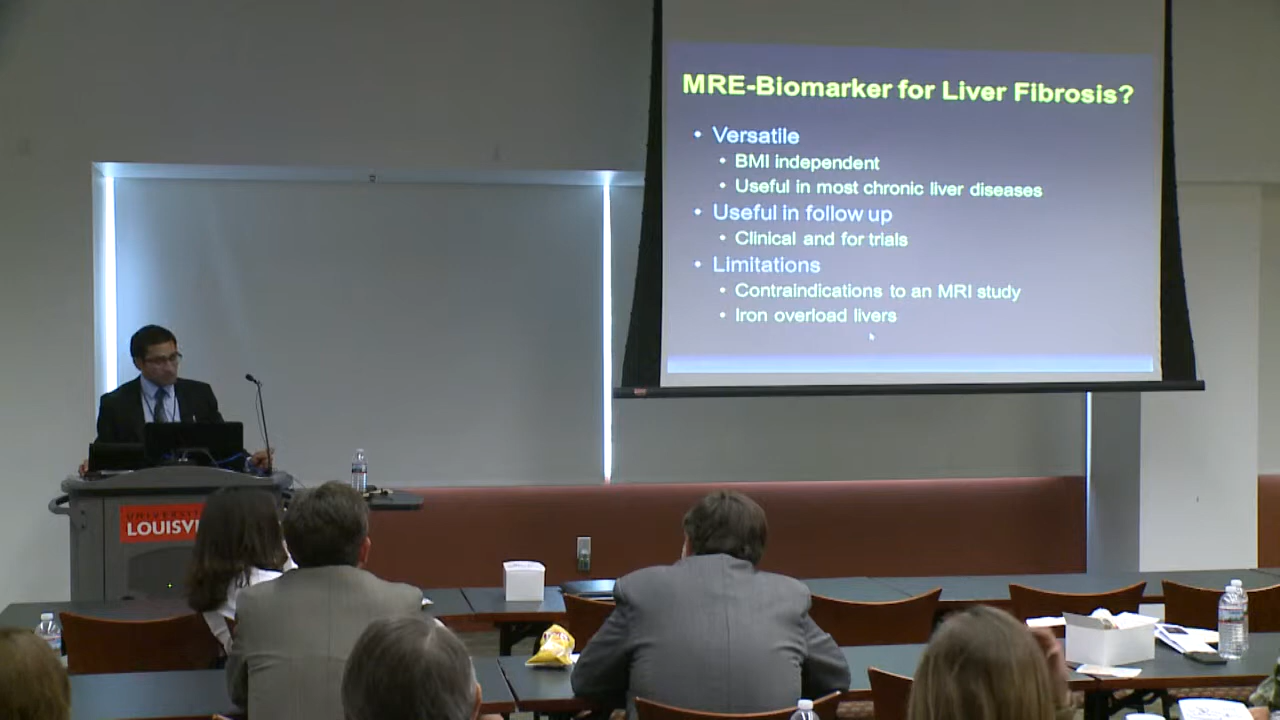 MRE-Biomarker for Liver Fibrosis?
• Versatile
• BMI independent
• Useful in most chronic liver diseases
• Useful in follow up
• Clinical and for trials
• Limitations
• Contraindications to an MRI study
• Iron overload livers